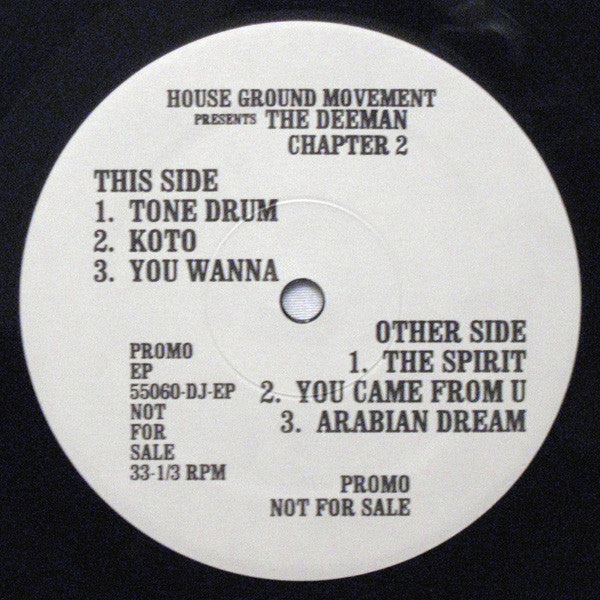 HOUSE GROUND MOVEMENT
PRESENTS THE DEEMAN
CHAPTER 2
THIS SIDE
1. TONE DRUM
2. KOTO
3. YOU WANNA
OTHER SIDE
1. THE SPIRIT
2. YOU CAME FROM U
3. ARABIAN DREAM
PROMO
EP
55060-DJ-EP
NOT
FOR
SALE
33-1/3 RPM
PROMO
NOT FOR SALE